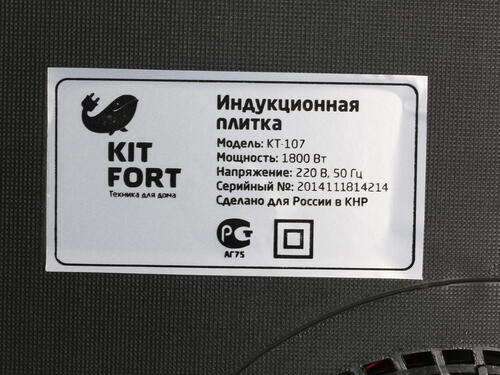 KIT
FORT
Техника для дома
Индукционная
плитка
Модель: КТ-107
Мощность: 1800 Вт
Напряжение: 220 В, 50 Гц
Серийный №: 2014111814214
Сделано для России в КНР
РСТ
АГ75